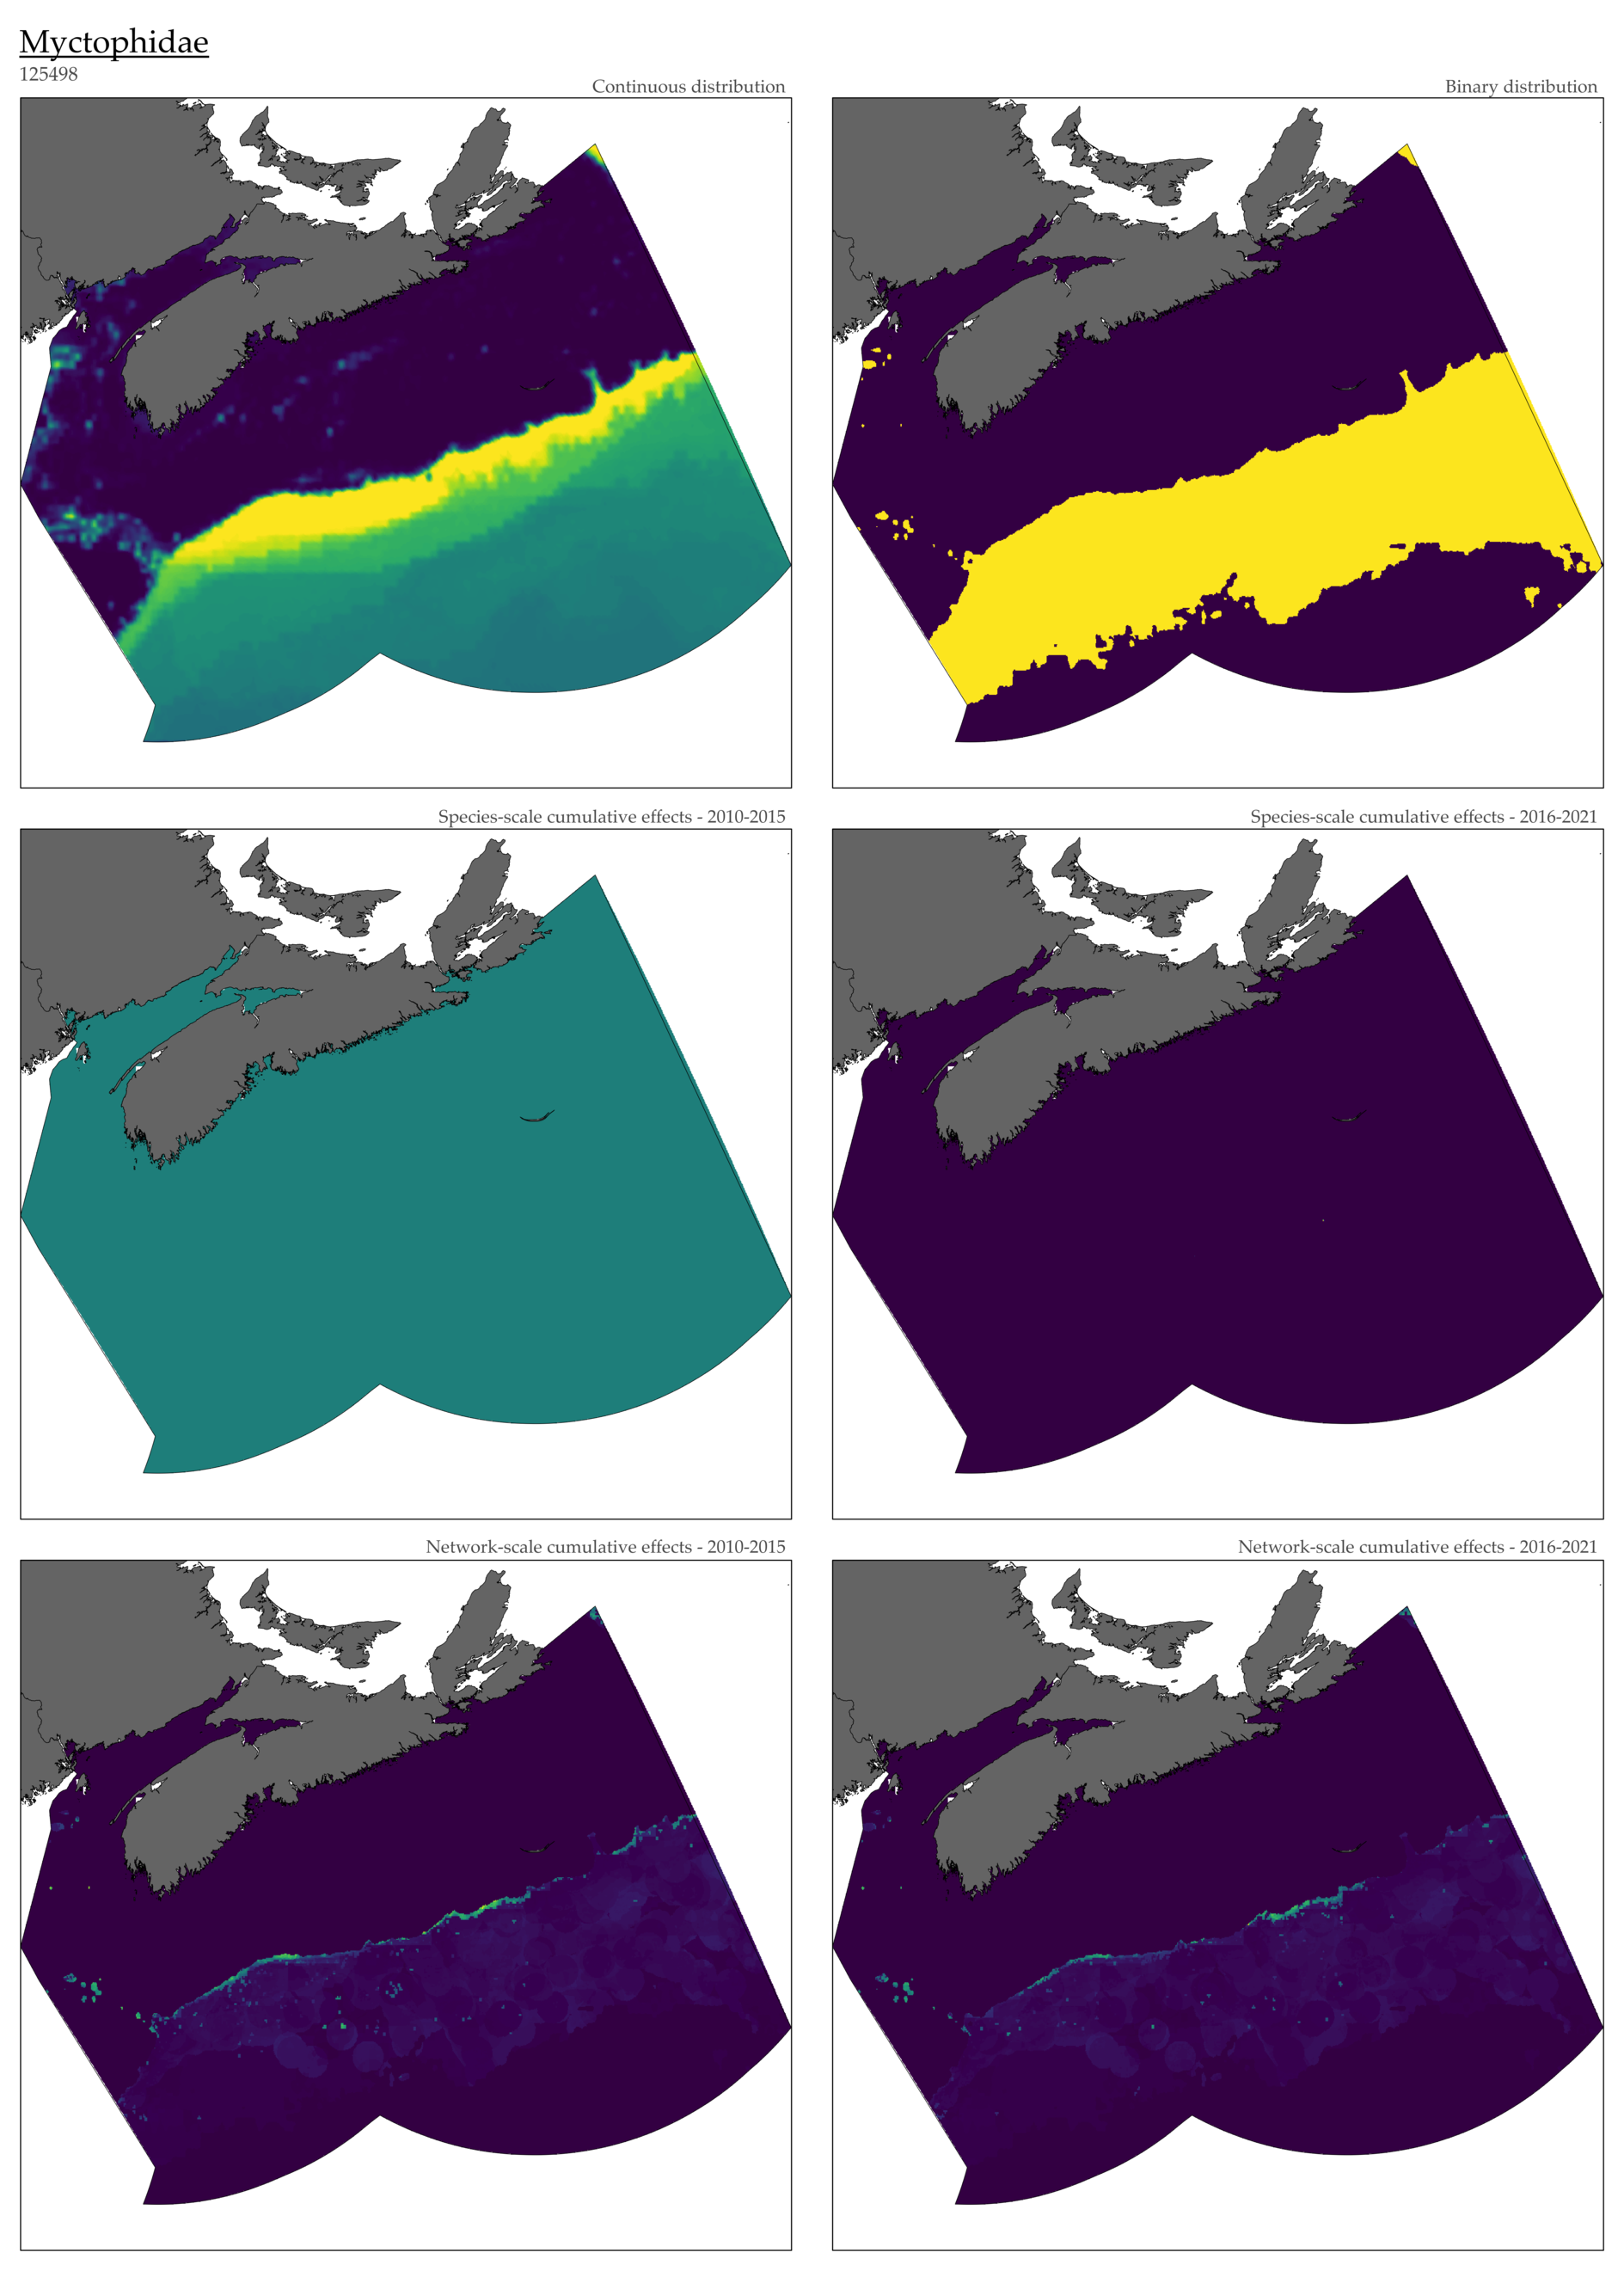 Myctophidae
125498
Continuous distribution
Binary distribution
Species-scale cumulative effects - 2010-2015
Species-scale cumulative effects - 2016-2021
Network-scale cumulative effects - 2010-2015
Network-scale cumulative effects - 2016-2021